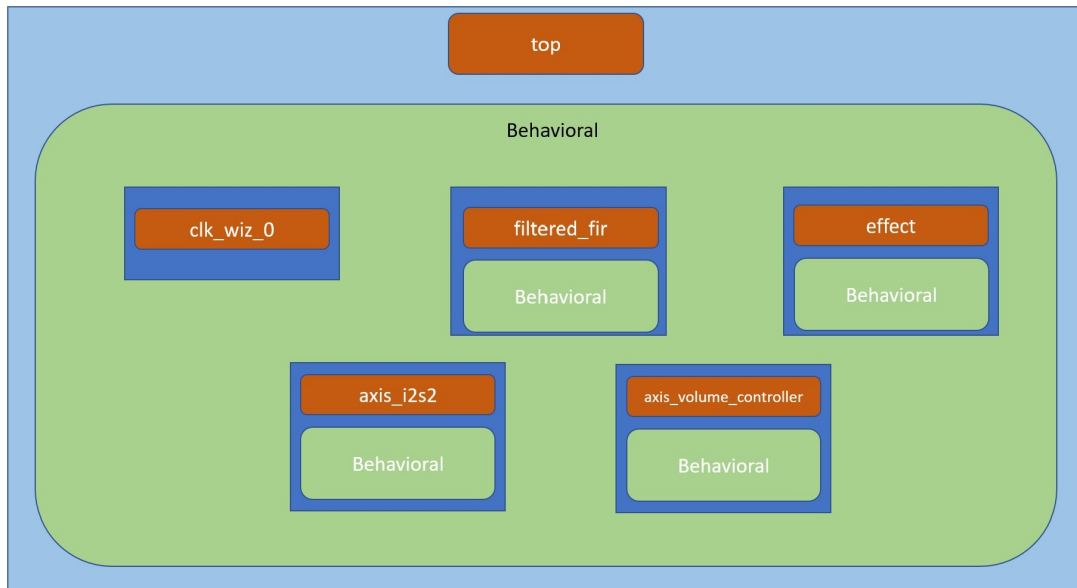 top
Behavioral
clk_wiz_0
filtered_fir
Behavioral
effect
Behavioral
axis_i2s2
Behavioral
axis_volume_controller
Behavioral